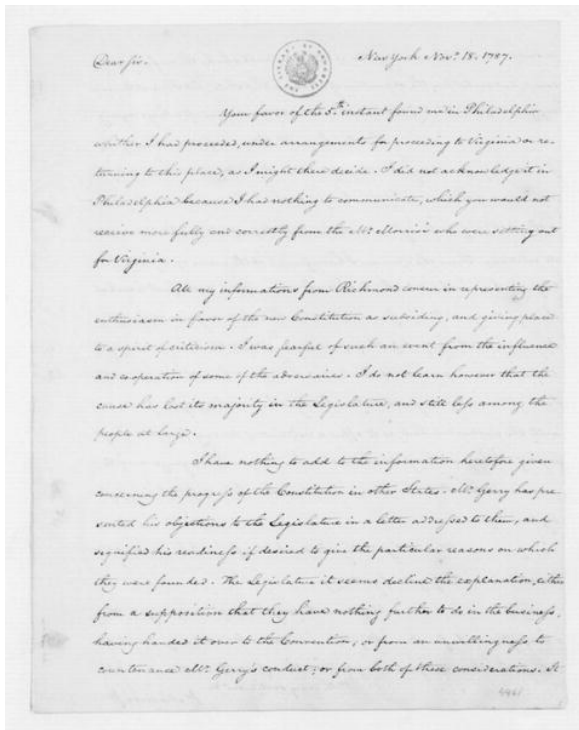 Dear Sir.
New York Novr. 18. 1787.
Your favor of the 5th. instant found me in Philadelphia
whither I had proceeded, under arrangements for proceeding to Virginia or re-
turning to this place, as I might there decide. I did not acknowledge it in
Philadelphia because I had nothing to communicate, which you would not
receive more fully and correctly from the Mr. Morris's who were setting out
for Virginia.
All my informations from Richmond concur in representing the
enthusiasm in favor of the new Constitution as subsiding, and giving place
to a spirit of criticism. I was fearful of such an event from the influence
and co-operation of some of the adversaries. I do not learn however that the
cause has lost its majority in the Legislature, and still less among the
people at large.
I have nothing to add to the information heretofore given
concerning the progress of the Constitution in other States. Mr. Gerry has pre
sented his objections to the Legislature in a letter addressed to them, and
signified his readiness if desired to give the particular reasons on which
they were founded. The Legislature it seems decline the explanation, either
from a supposition that they have nothing further to do in the business,
having handed it over to the Convention; or from an unwillingness to
countenance Mr. Gerry's conduct; or from both of these considerations. It